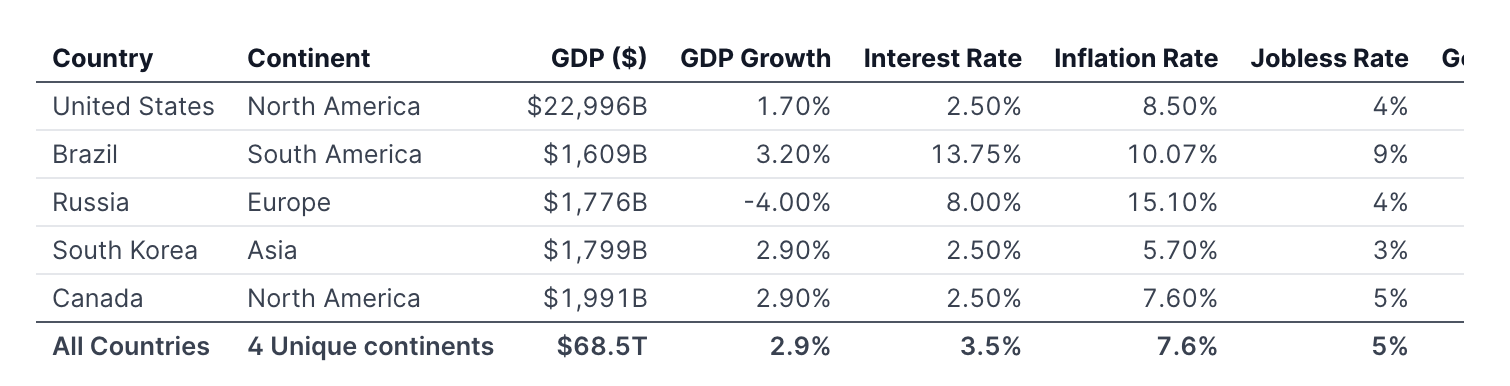 Country Continent GDP ($) GDP Growth Interest Rate Inflation Rate Jobless Rate
United States North America $22,996B 1.70% 2.50% 8.50% 4%
Brazil South America $1,609B 3.20% 13.75% 10.07% 9%
Russia Europe $1,776B -4.00% 8.00% 15.10% 4%
South Korea Asia $1,799B 2.90% 2.50% 5.70% 3%
Canada North America $1,991B 2.90% 2.50% 7.60% 5%
All Countries 4 Unique continents $68.5T 2.9% 3.5% 7.6% 5%